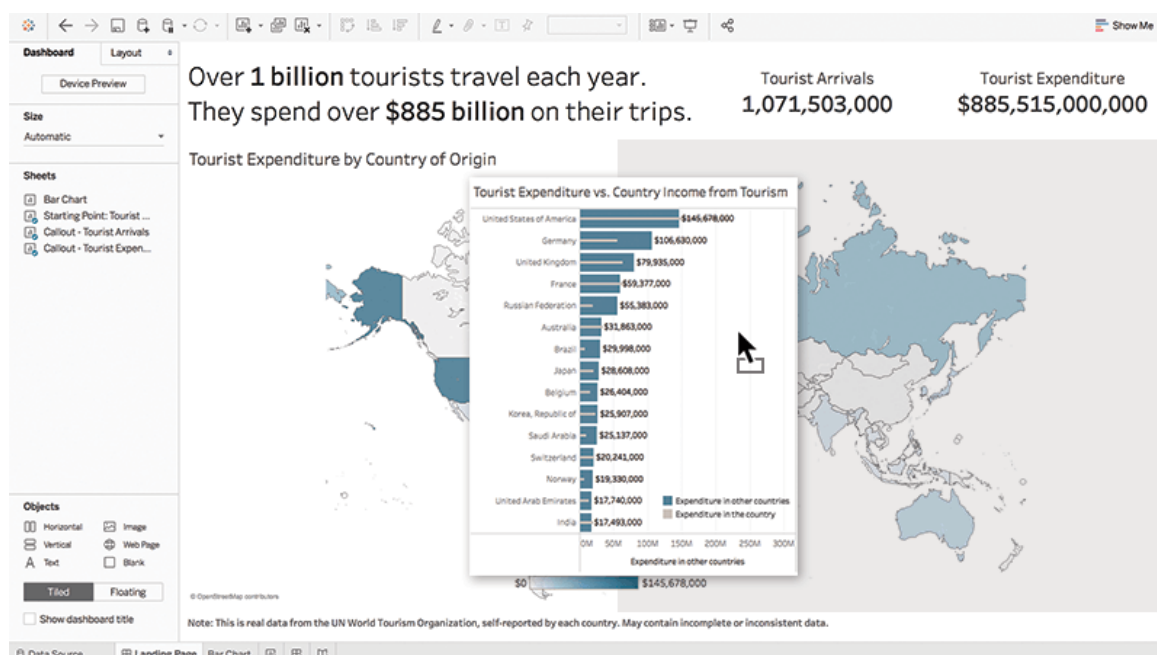 Show Me
Dashboard
Layout
Device Preview
Size
Automatic
Sheets
Bar Chart
Starting Point: Tourist ...
Callout - Tourist Arrivals
Callout - Tourist Expen...
Objects
Horizontal
Image
Vertical
Web Page
A Text
Blank
Tiled
Floating
Show dashboard title
Over 1 billion tourists travel each year.
They spend over $885 billion on their trips.
Tourist Arrivals
1,071,503,000
Tourist Expenditure
$885,515,000,000
Tourist Expenditure by Country of Origin
Tourist Expenditure vs. Country Income from Tourism
United States of America $145,678,000
Germany $106,630,000
United Kingdom $79,935,000
France $59,377,000
Russian Federation $55,383,000
Australia $31,863,000
Brazil $29,998,000
Japan $28,608,000
Belgium $26,404,000
Korea, Republic of $25,907,000
Saudi Arabia $25,137,000
Switzerland $20,241,000
Norway $19,330,000
United Arab Emirates $17,740,000
India $17,493,000
Expenditure in other countries
Expenditure in the country
0M 50M 100M 150M 200M 250M 300M
Expenditure in other countries
$0 $145,678,000
© OpenStreetMap contributors
Note: This is real data from the UN World Tourism Organization, self-reported by each country. May contain incomplete or inconsistent data.
Data Source Landing Page Bar Chart